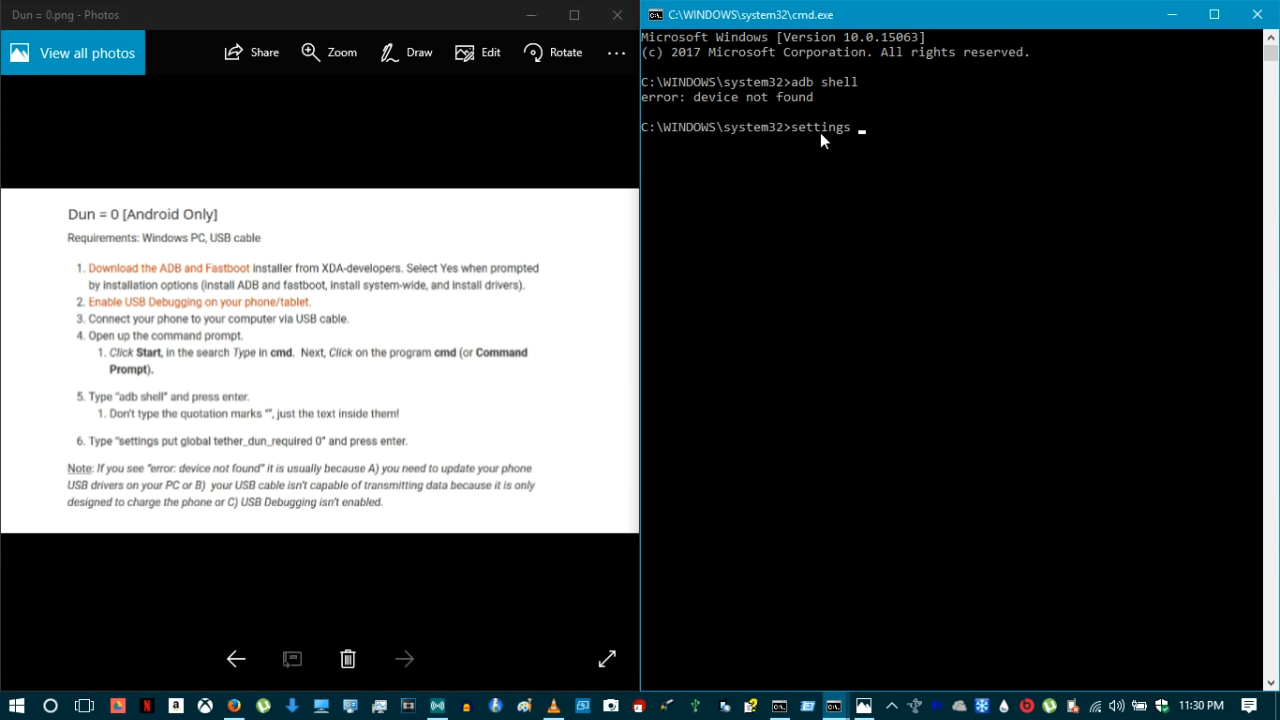 Dun = 0.png - Photos
View all photos
Share
Zoom
Draw
Edit
Rotate
Dun = 0 [Android Only]
Requirements: Windows PC, USB cable
1. Download the ADB and Fastboot installer from XDA-developers. Select Yes when prompted
by installation options (install ADB and fastboot, install system-wide, and install drivers).
2. Enable USB Debugging on your phone/tablet.
3. Connect your phone to your computer via USB cable.
4. Open up the command prompt.
1. Click Start, in the search Type in cmd. Next, Click on the program cmd (or Command
Prompt).
5. Type "adb shell" and press enter.
1. Don't type the quotation marks "", just the text inside them!
6. Type "settings put global tether_dun_required 0" and press enter.
Note: If you see "error: device not found" it is usually because A) you need to update your phone
USB drivers on your PC or B) your USB cable isn't capable of transmitting data because it is only
designed to charge the phone or C) USB Debugging isn't enabled.
C:\WINDOWS\system32\cmd.exe
Microsoft Windows [Version 10.0.15063]
(c) 2017 Microsoft Corporation. All rights reserved.
C:\WINDOWS\system32>adb shell
error: device not found
C:\WINDOWS\system32>settings _
11:30 PM